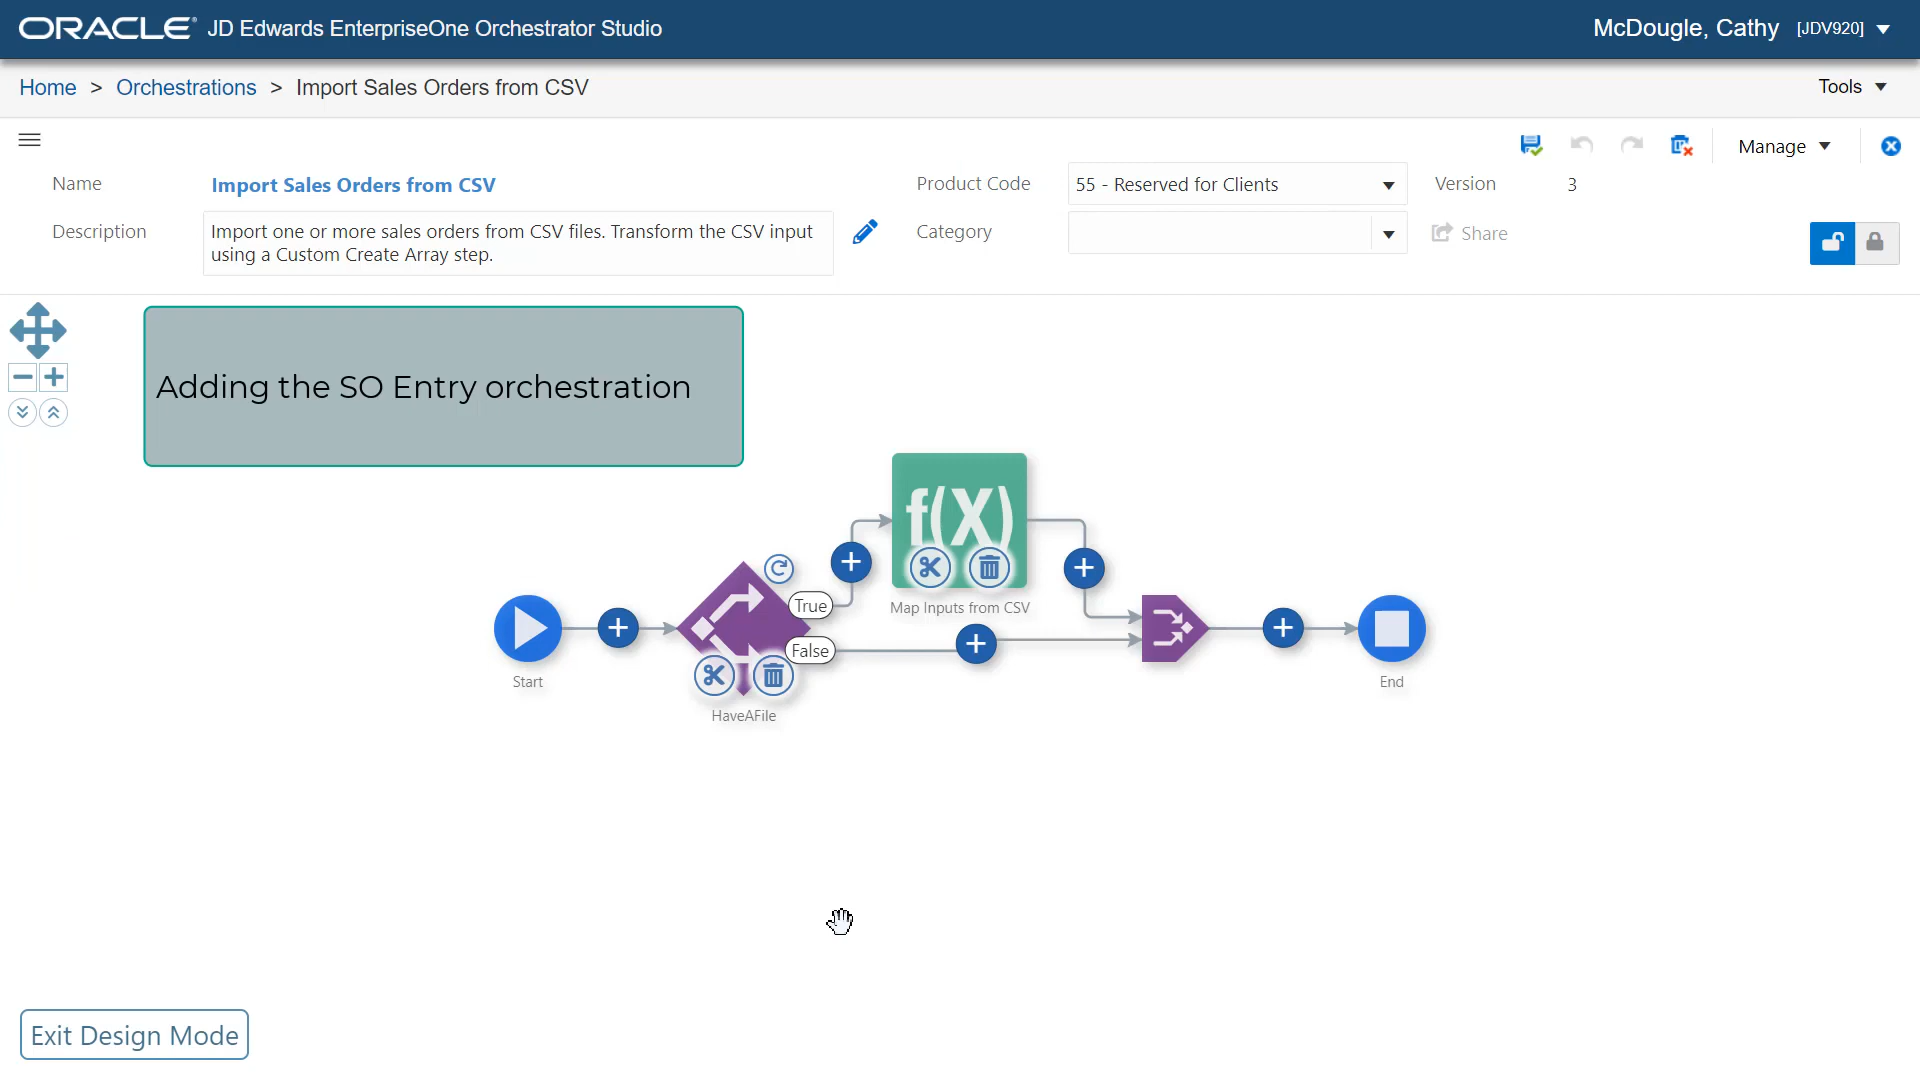 ORACLE® JD Edwards EnterpriseOne Orchestrator Studio
McDougle, Cathy [JDV920]
Home > Orchestrations > Import Sales Orders from CSV
Tools
Manage
Name Import Sales Orders from CSV
Product Code 55 - Reserved for Clients
Version 3
Description Import one or more sales orders from CSV files. Transform the CSV input
using a Custom Create Array step.
Category
Share
Adding the SO Entry orchestration
f(X)
Map Inputs from CSV
True
False
Start
HaveAFile
End
Exit Design Mode